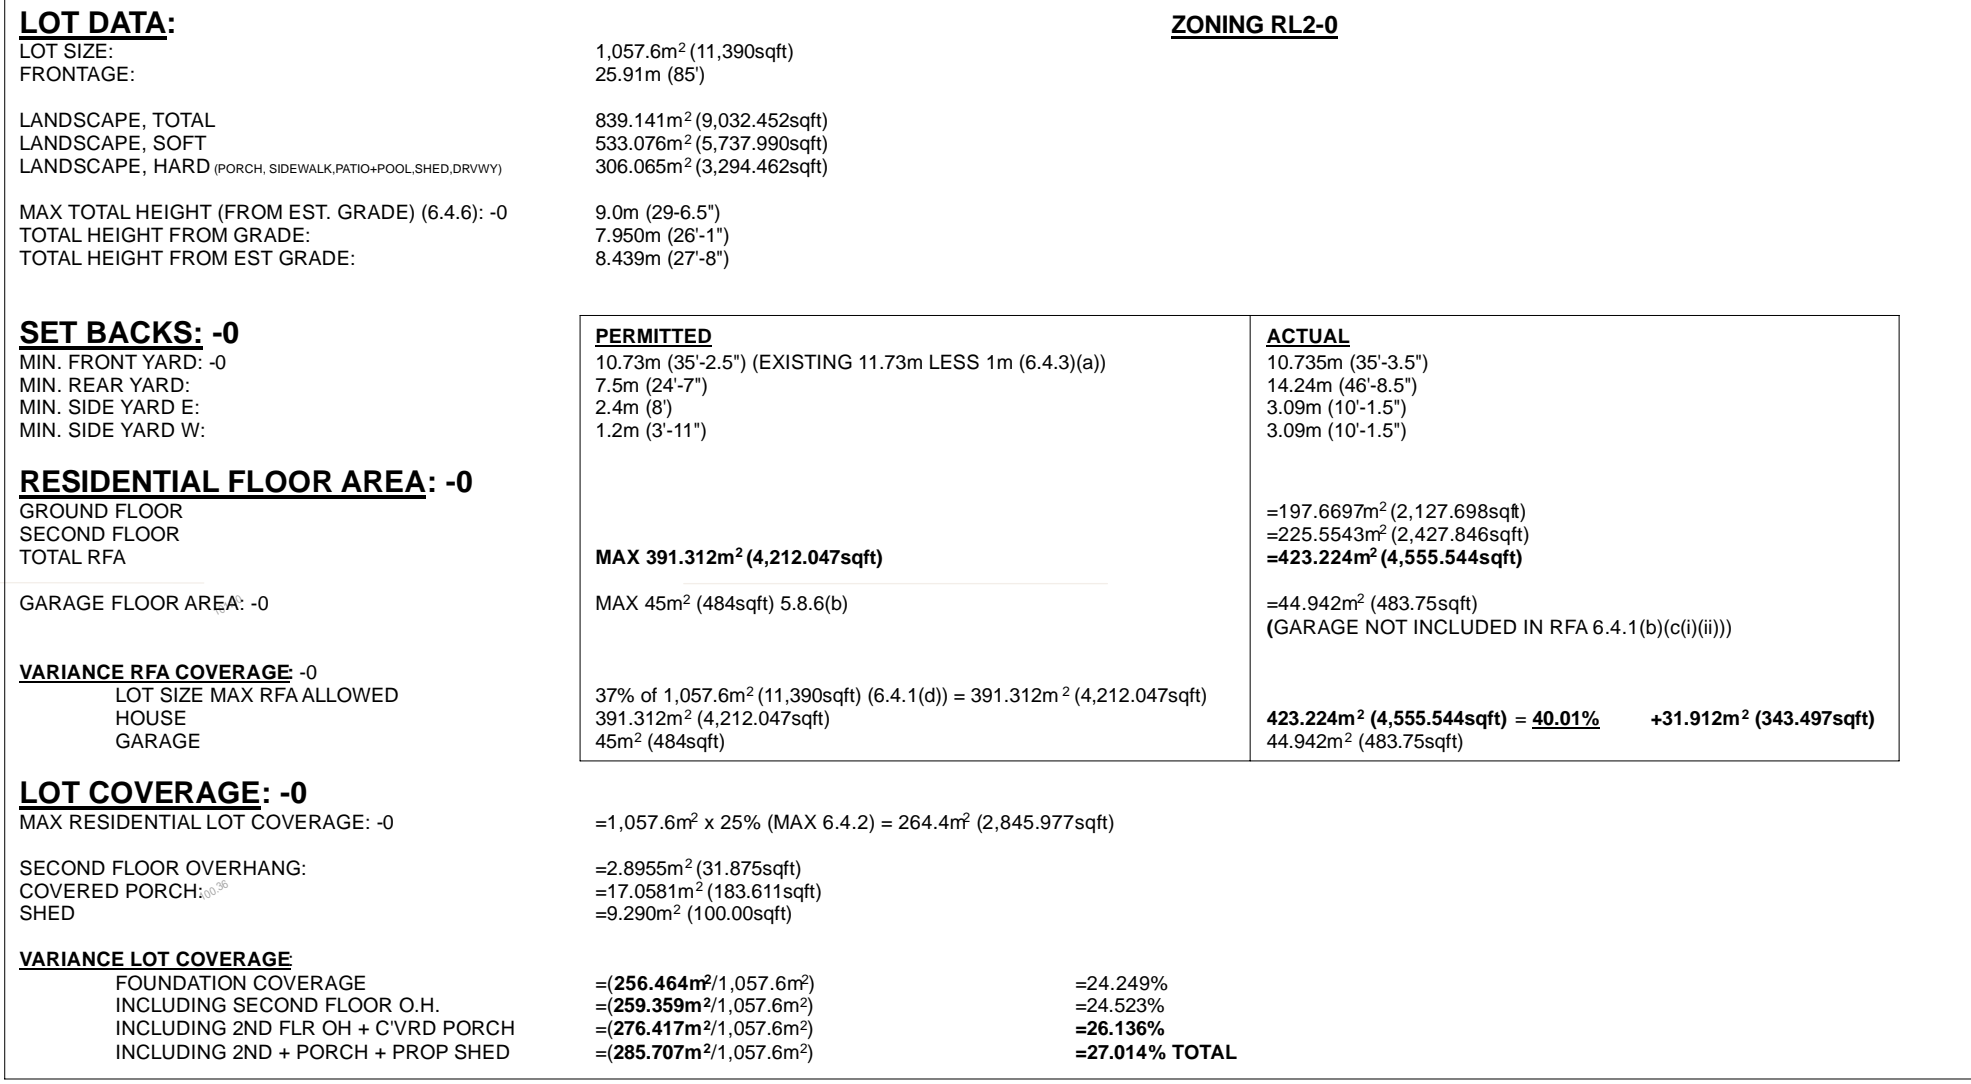 LOT DATA: ZONING RL2-0
LOT SIZE: 1,057.6m² (11,390sqft)
FRONTAGE: 25.91m (85')
LANDSCAPE, TOTAL 839.141m² (9,032.452sqft)
LANDSCAPE, SOFT 533.076m² (5,737.990sqft)
LANDSCAPE, HARD (PORCH, SIDEWALK,PATIO+POOL,SHED,DRVWY) 306.065m² (3,294.462sqft)
MAX TOTAL HEIGHT (FROM EST. GRADE) (6.4.6): -0 9.0m (29-6.5")
TOTAL HEIGHT FROM GRADE: 7.950m (26'-1")
TOTAL HEIGHT FROM EST GRADE: 8.439m (27'-8")
SET BACKS: -0 PERMITTED ACTUAL
MIN. FRONT YARD: -0 10.73m (35'-2.5") (EXISTING 11.73m LESS 1m (6.4.3)(a)) 10.735m (35'-3.5")
MIN. REAR YARD: 7.5m (24'-7") 14.24m (46'-8.5")
MIN. SIDE YARD E: 2.4m (8') 3.09m (10'-1.5")
MIN. SIDE YARD W: 1.2m (3'-11") 3.09m (10'-1.5")
RESIDENTIAL FLOOR AREA: -0
GROUND FLOOR =197.6697m² (2,127.698sqft)
SECOND FLOOR =225.5543m² (2,427.846sqft)
TOTAL RFA MAX 391.312m² (4,212.047sqft) =423.224m² (4,555.544sqft)
GARAGE FLOOR AREA: -0 MAX 45m² (484sqft) 5.8.6(b) =44.942m² (483.75sqft)
(GARAGE NOT INCLUDED IN RFA 6.4.1(b)(c(i)(ii)))
VARIANCE RFA COVERAGE: -0
LOT SIZE MAX RFA ALLOWED 37% of 1,057.6m² (11,390sqft) (6.4.1(d)) = 391.312m² (4,212.047sqft)
HOUSE 391.312m² (4,212.047sqft) 423.224m² (4,555.544sqft) = 40.01% +31.912m² (343.497sqft)
GARAGE 45m² (484sqft) 44.942m² (483.75sqft)
LOT COVERAGE: -0
MAX RESIDENTIAL LOT COVERAGE: -0 =1,057.6m² x 25% (MAX 6.4.2) = 264.4m² (2,845.977sqft)
SECOND FLOOR OVERHANG: =2.8955m² (31.875sqft)
COVERED PORCH: 100.36 =17.0581m² (183.611sqft)
SHED =9.290m² (100.00sqft)
VARIANCE LOT COVERAGE:
FOUNDATION COVERAGE =(256.464m²/1,057.6m²) =24.249%
INCLUDING SECOND FLOOR O.H. =(259.359m²/1,057.6m²) =24.523%
INCLUDING 2ND FLR OH + C'VRD PORCH =(276.417m²/1,057.6m²) =26.136%
INCLUDING 2ND + PORCH + PROP SHED =(285.707m²/1,057.6m²) =27.014% TOTAL